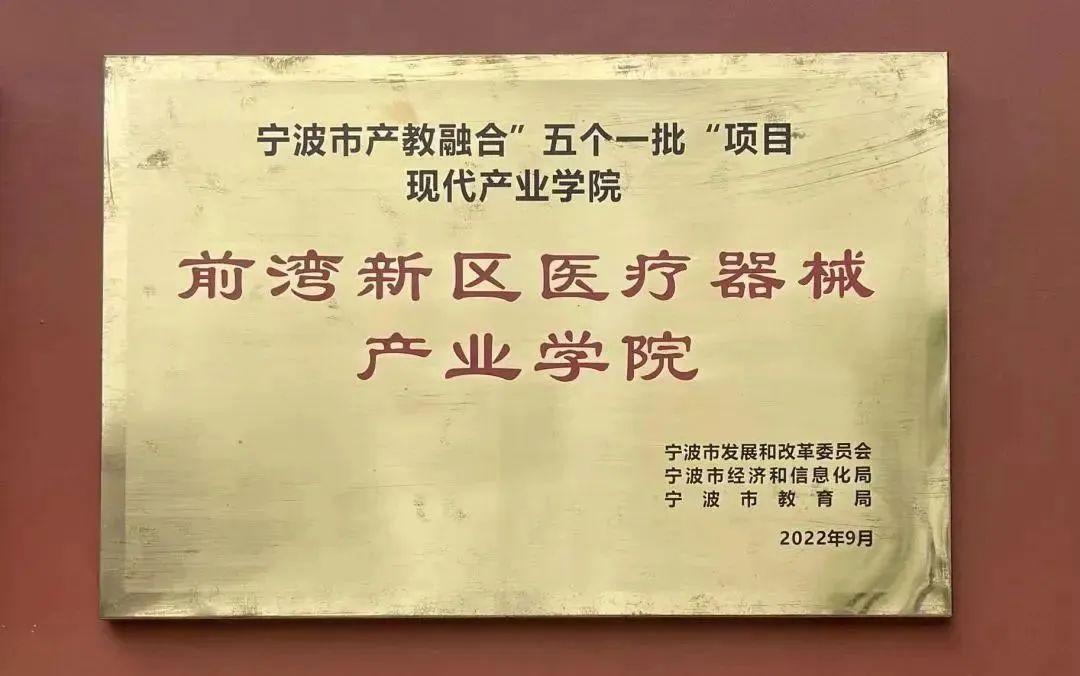 宁波市产教融合”五个一批“项目
现代产业学院
前湾新区医疗器械
产业学院
宁波市发展和改革委员会
宁波市经济和信息化局
宁波市教育局
2022年9月